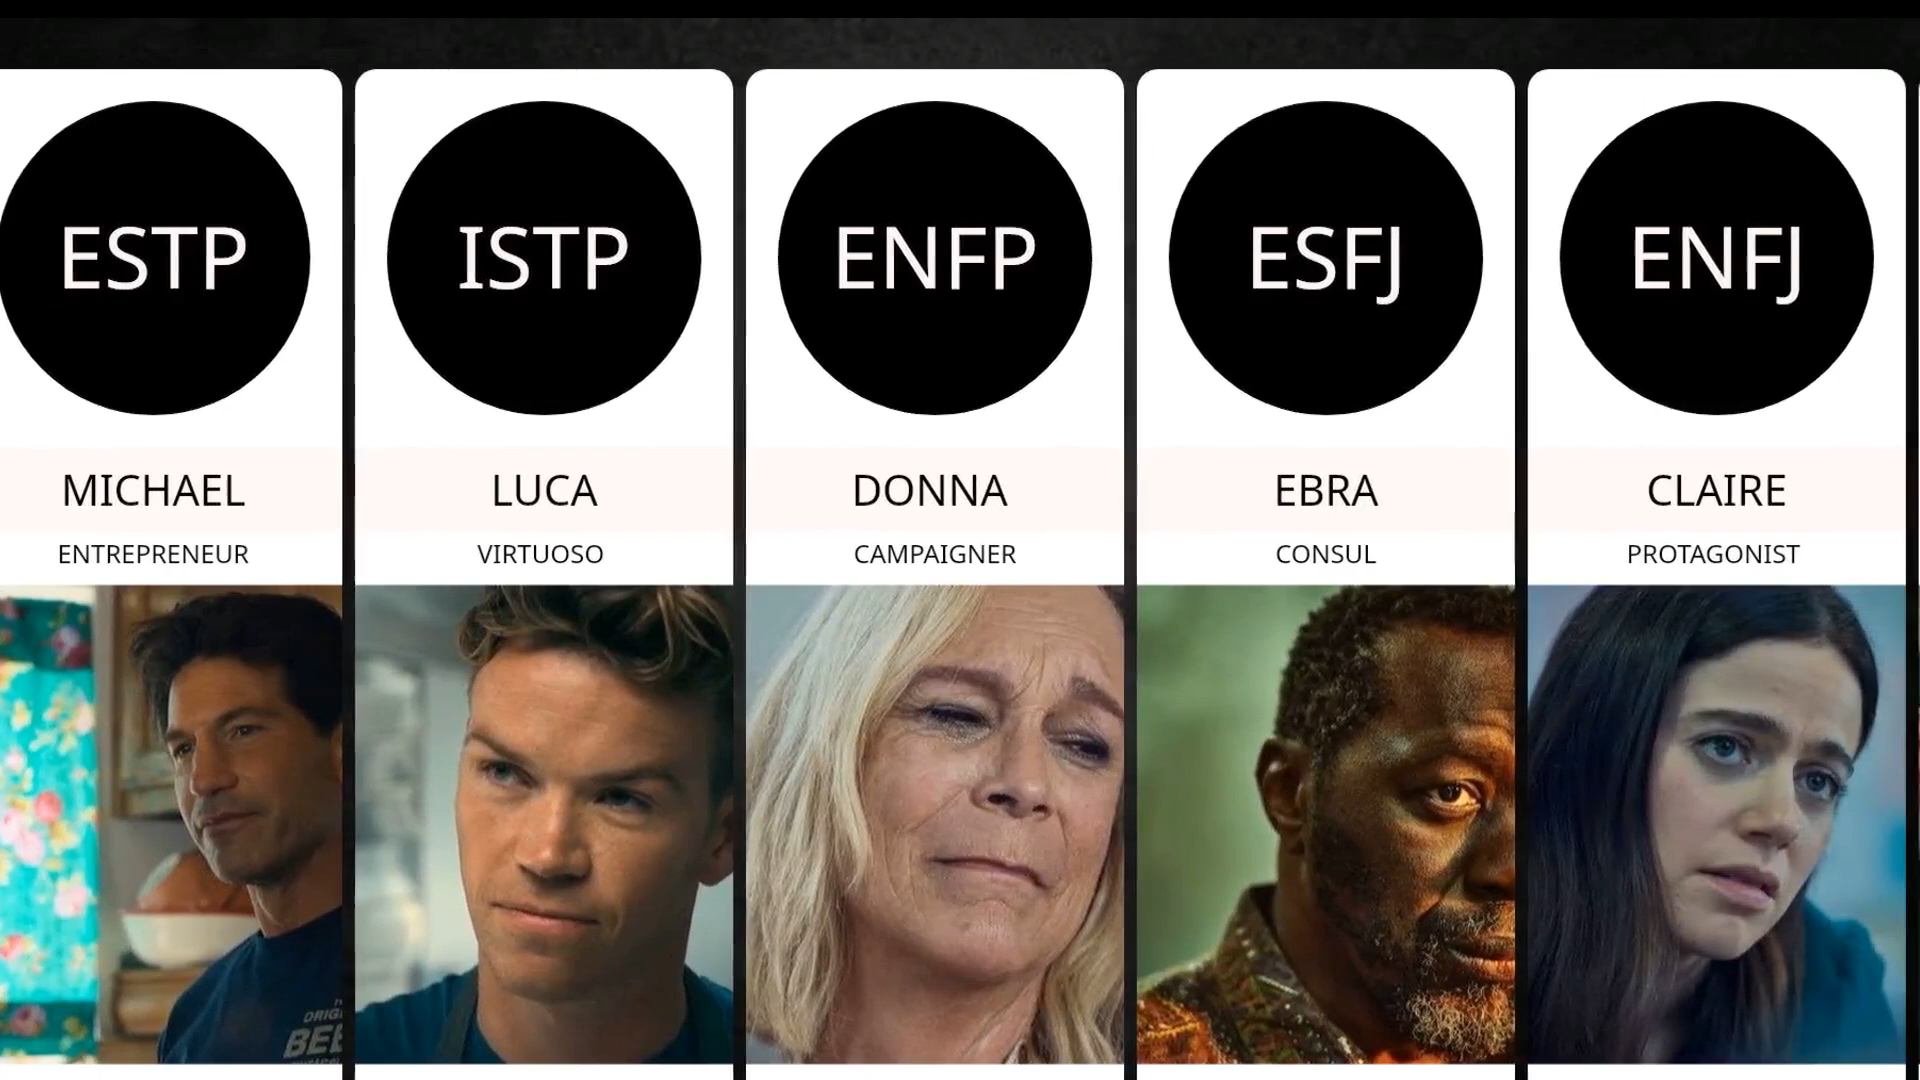 ESTP
MICHAEL
ENTREPRENEUR
ISTP
LUCA
VIRTUOSO
ENFP
DONNA
CAMPAIGNER
ESFJ
EBRA
CONSUL
ENFJ
CLAIRE
PROTAGONIST